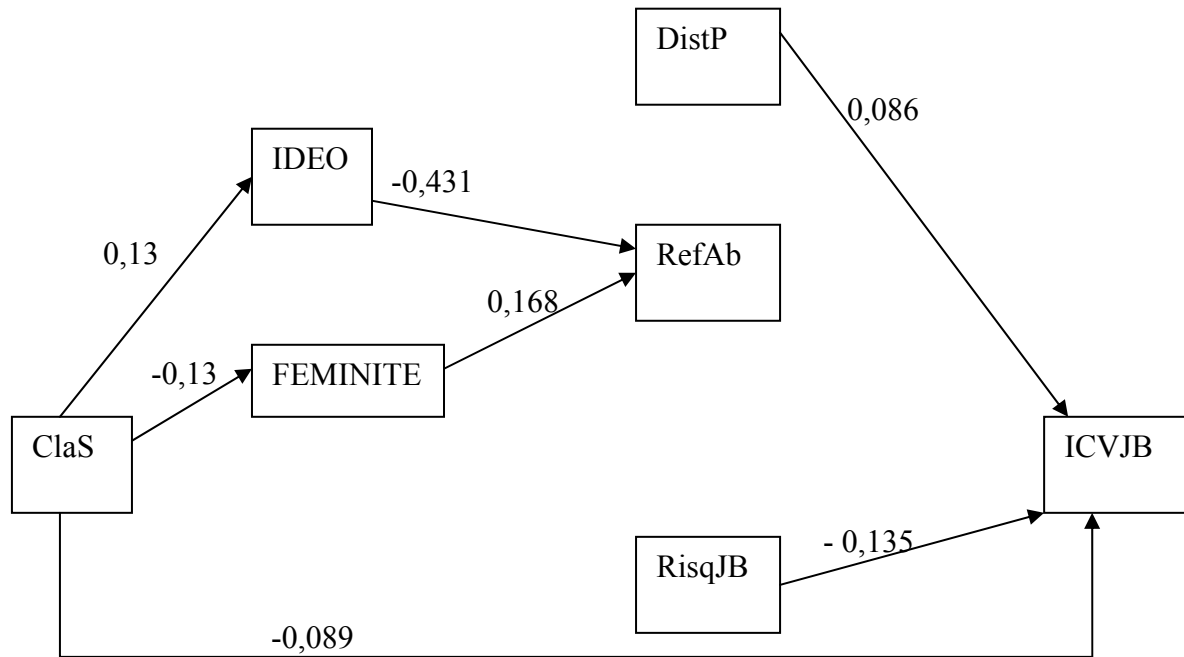 DistP
0,086
IDEO
-0,431
0,13
RefAb
0,168
-0,13
FEMINITE
ClaS
ICVJB
- 0,135
RisqJB
-0,089